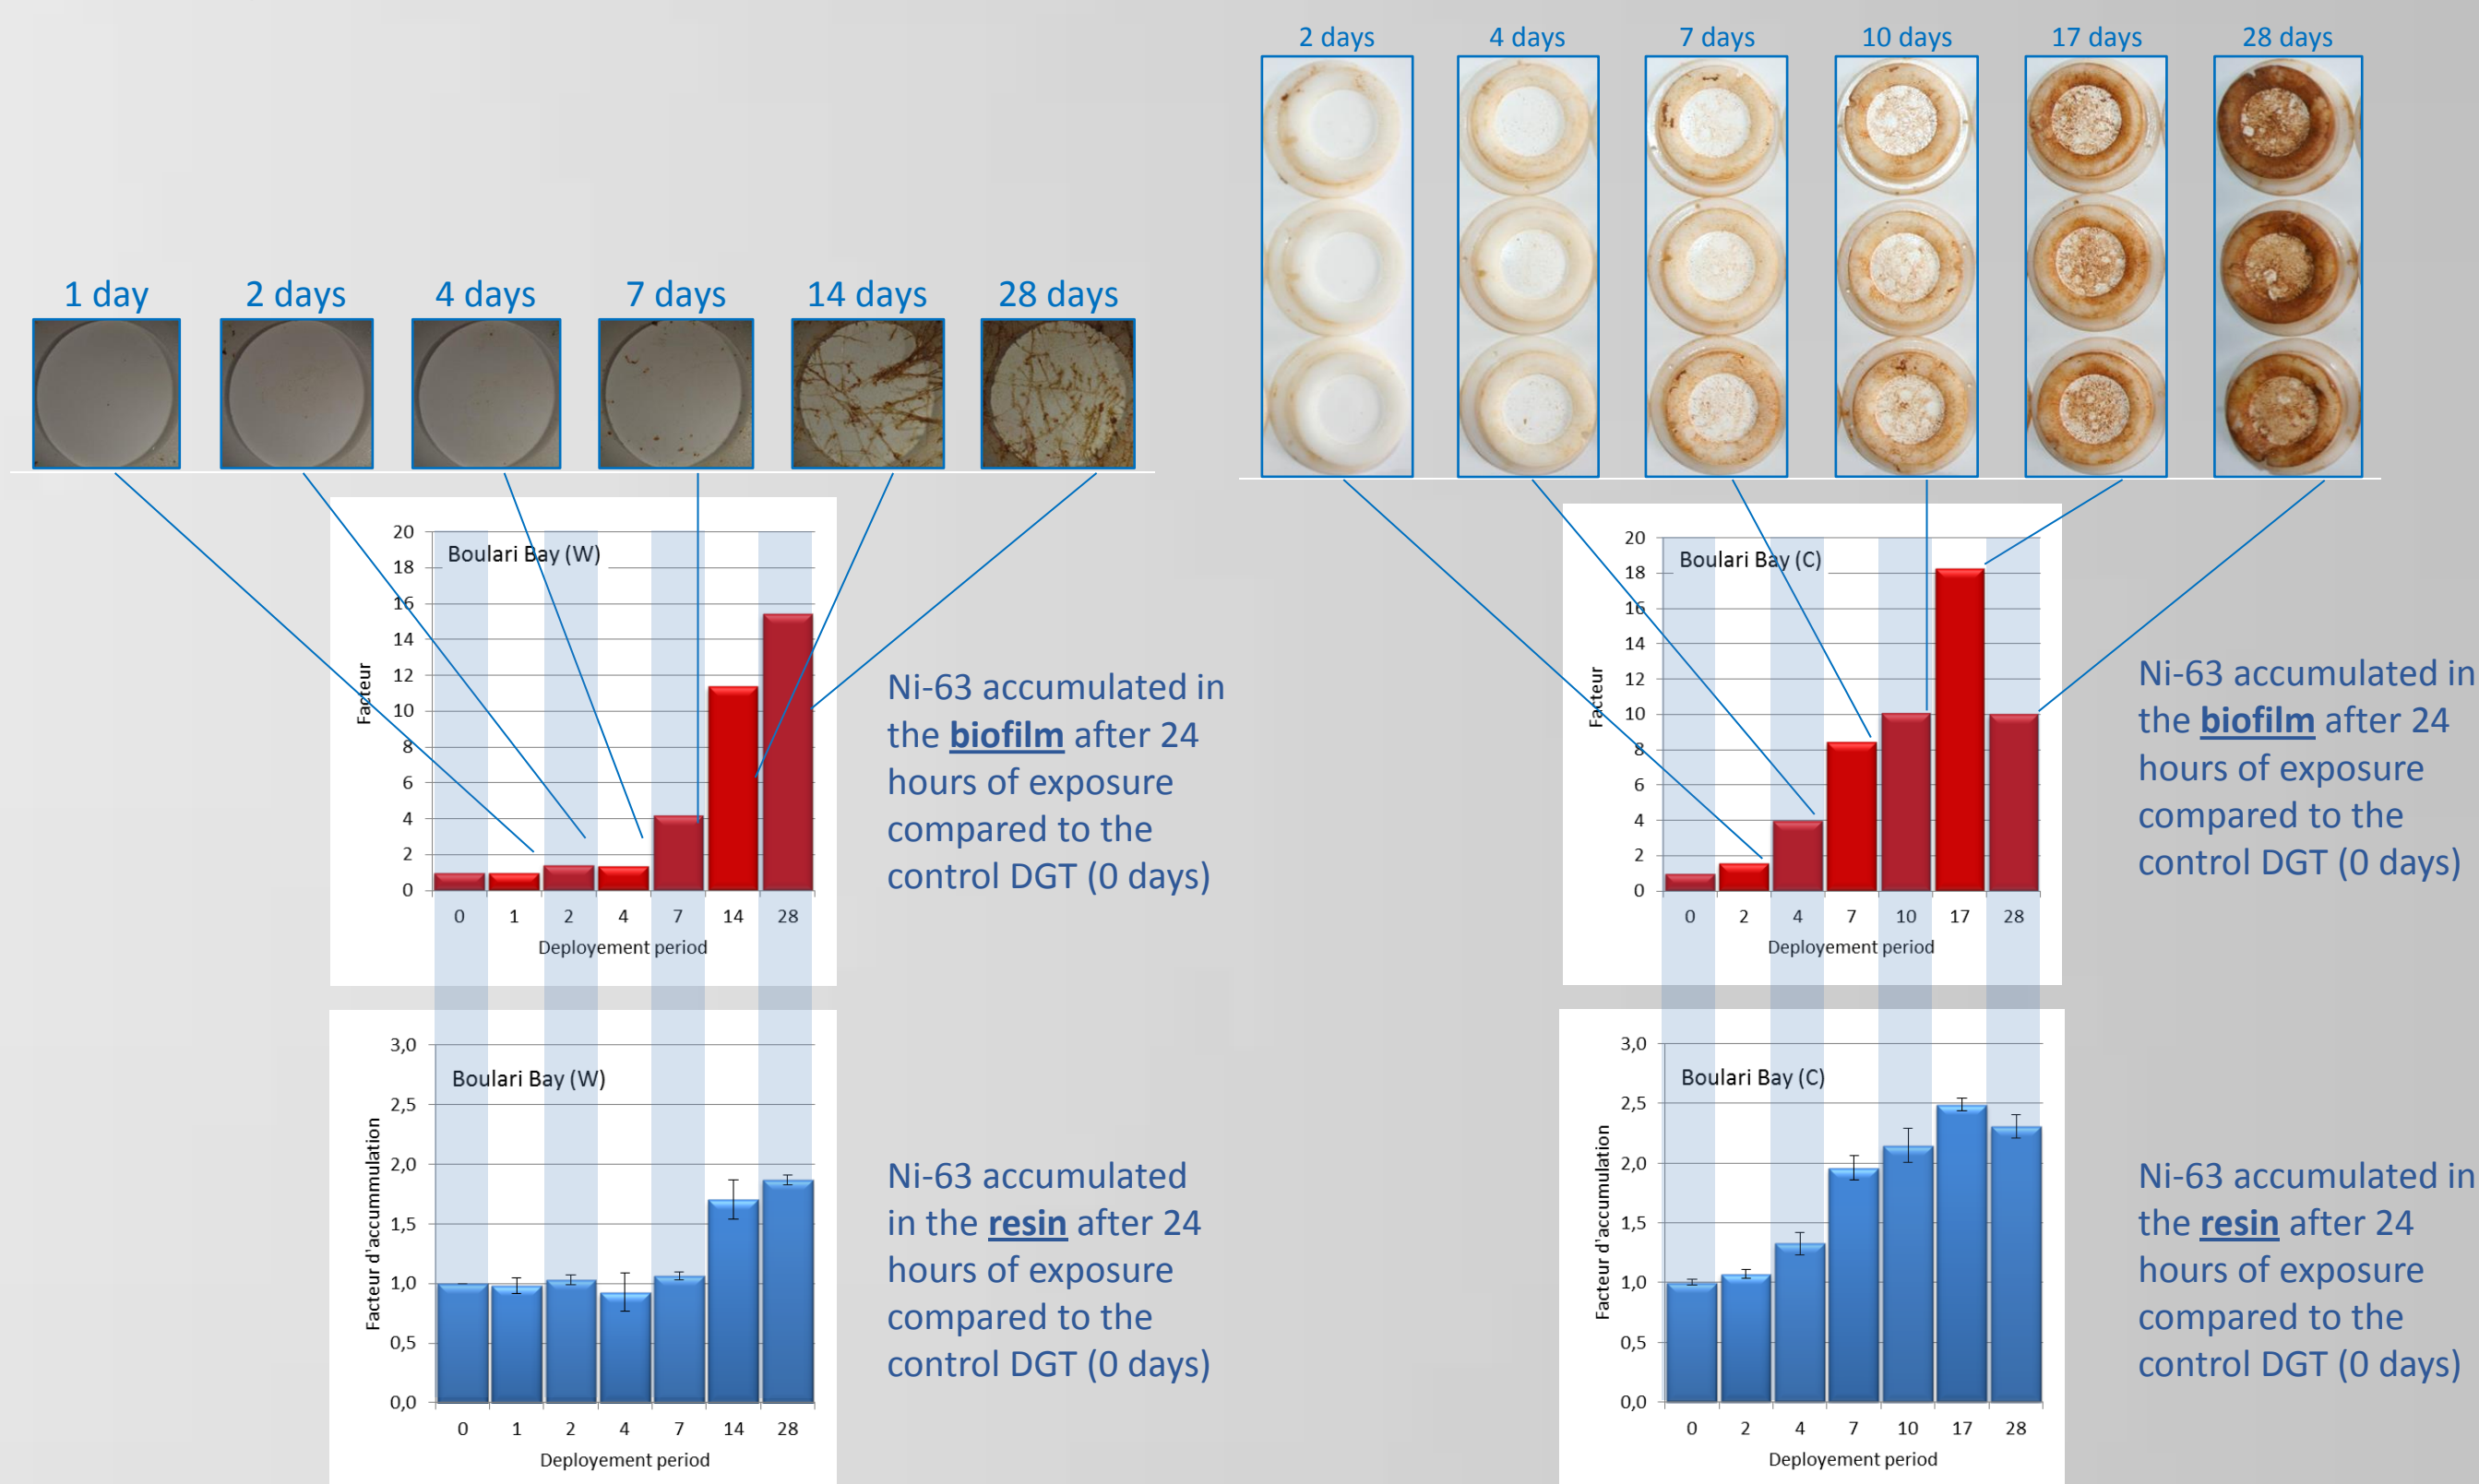 1 day
2 days
4 days
7 days
14 days
28 days
20
18
16
14
12
10
8
6
4
2
0
Facteur
Boulari Bay (W)
0 1 2 4 7 14 28
Deployement period
Ni-63 accumulated in
the biofilm after 24
hours of exposure
compared to the
control DGT (0 days)
3,0
2,5
2,0
1,5
1,0
0,5
0,0
Facteur d'accummulation
Boulari Bay (W)
0 1 2 4 7 14 28
Deployement period
Ni-63 accumulated
in the resin after 24
hours of exposure
compared to the
control DGT (0 days)
2 days
4 days
7 days
10 days
17 days
28 days
20
18
16
14
12
10
8
6
4
2
0
Facteur
Boulari Bay (C)
0 2 4 7 10 17 28
Deployement period
Ni-63 accumulated in
the biofilm after 24
hours of exposure
compared to the
control DGT (0 days)
3,0
2,5
2,0
1,5
1,0
0,5
0,0
Facteur d'accumulation
Boulari Bay (C)
0 2 4 7 10 17 28
Deployement period
Ni-63 accumulated in
the resin after 24
hours of exposure
compared to the
control DGT (0 days)